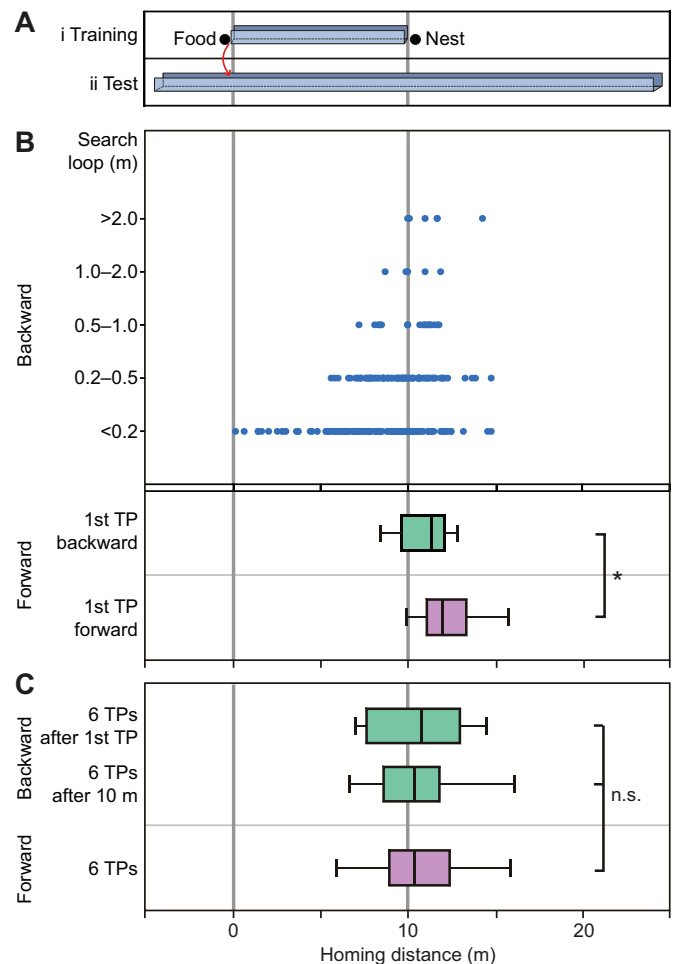 A
i Training
Food
Nest
ii Test
B
Search
loop (m)
Backward
>2.0
1.0–2.0
0.5–1.0
0.2–0.5
<0.2
Forward
1st TP
backward
1st TP
forward
*
C
Backward
6 TPs
after 1st TP
6 TPs
after 10 m
n.s.
Forward
6 TPs
0
10
20
Homing distance (m)